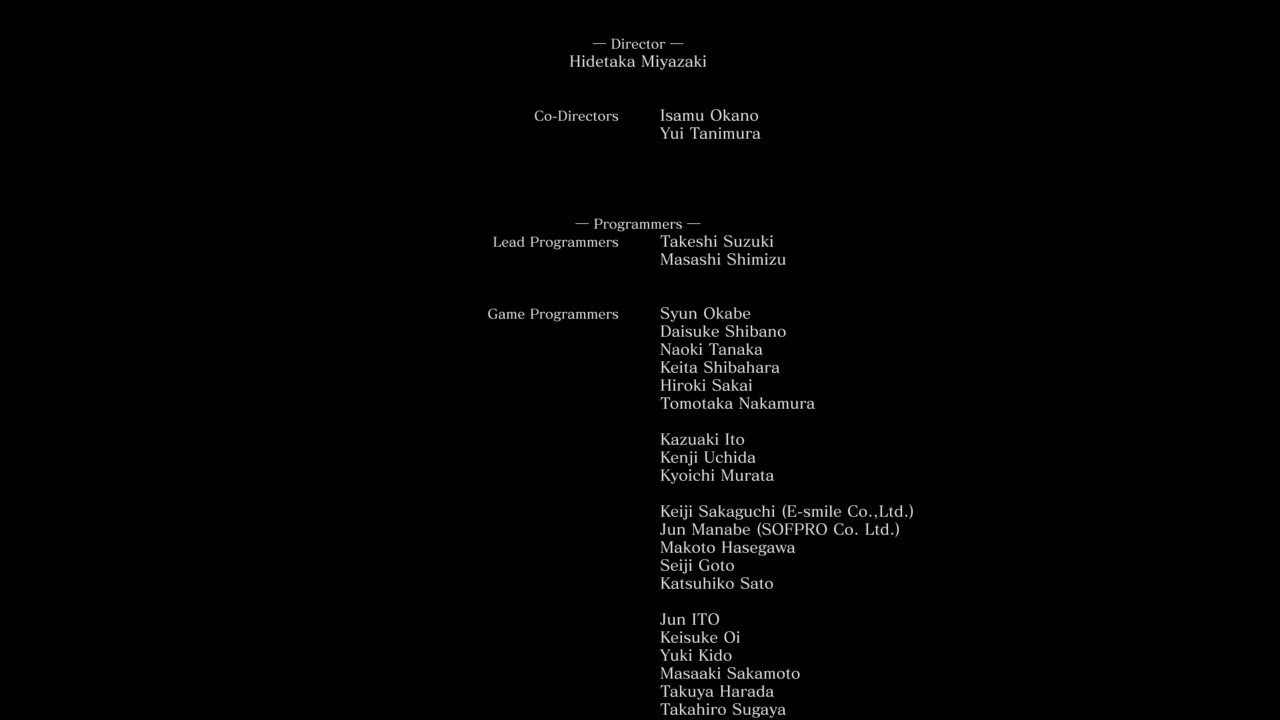 — Director —
Hidetaka Miyazaki
Co-Directors Isamu Okano
Yui Tanimura
— Programmers —
Lead Programmers Takeshi Suzuki
Masashi Shimizu
Game Programmers Syun Okabe
Daisuke Shibano
Naoki Tanaka
Keita Shibahara
Hiroki Sakai
Tomotaka Nakamura
Kazuaki Ito
Kenji Uchida
Kyoichi Murata
Keiji Sakaguchi (E-smile Co.,Ltd.)
Jun Manabe (SOFPRO Co. Ltd.)
Makoto Hasegawa
Seiji Goto
Katsuhiko Sato
Jun ITO
Keisuke Oi
Yuki Kido
Masaaki Sakamoto
Takuya Harada
Takahiro Sugaya